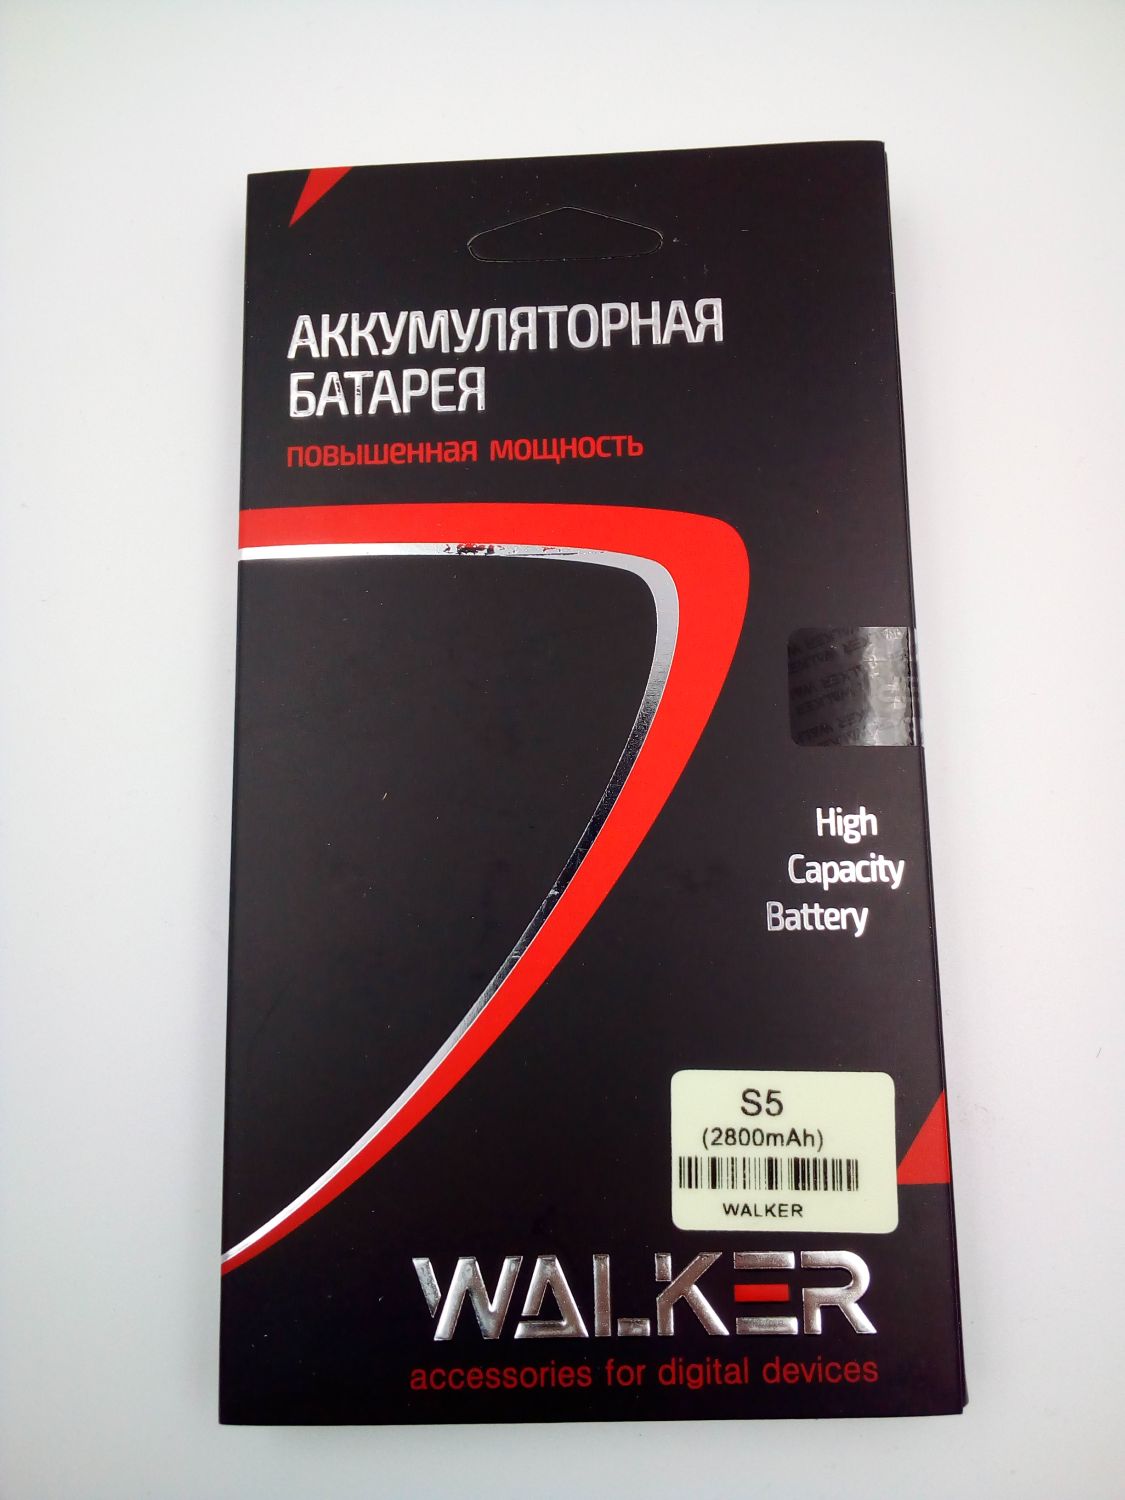 АККУМУЛЯТОРНАЯ
БАТАРЕЯ
повышенная мощность
High
Capacity
Battery
S5
(2800mAh)
WALKER
WALKER
accessories for digital devices